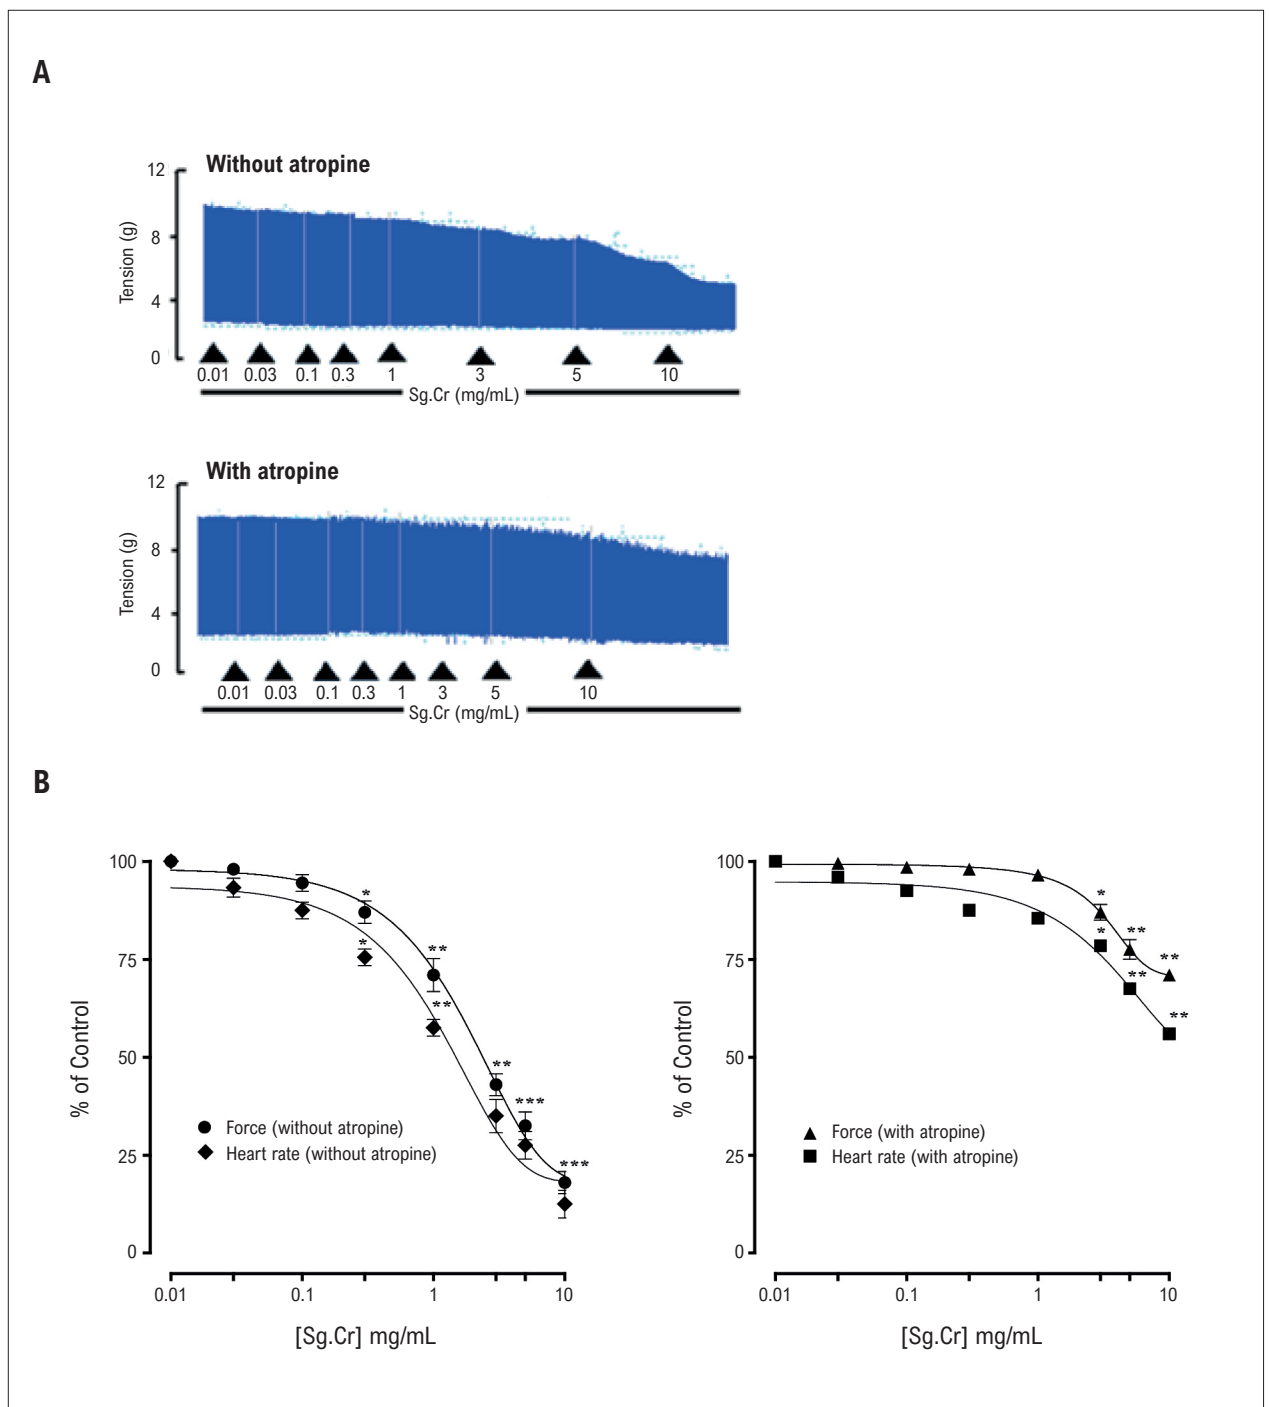 A
Without atropine
12
8
4
0
Tension (g)
0.01 0.03 0.1 0.3 1 3 5 10
Sg.Cr (mg/mL)
With atropine
12
8
4
0
Tension (g)
0.01 0.03 0.1 0.3 1 3 5 10
Sg.Cr (mg/mL)
B
100
75
50
25
0
% of Control
*
*
**
**
**
***
***
Force (without atropine)
Heart rate (without atropine)
0.01 0.1 1 10
[Sg.Cr] mg/mL
100
75
50
25
0
% of Control
*
*
**
**
**
**
Force (with atropine)
Heart rate (with atropine)
0.01 0.1 1 10
[Sg.Cr] mg/mL